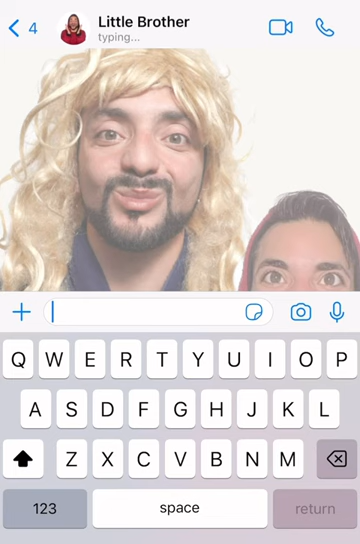 4
Little Brother
typing...
Q W E R T Y U I O P
A S D F G H J K L
Z X C V B N M
123 space return